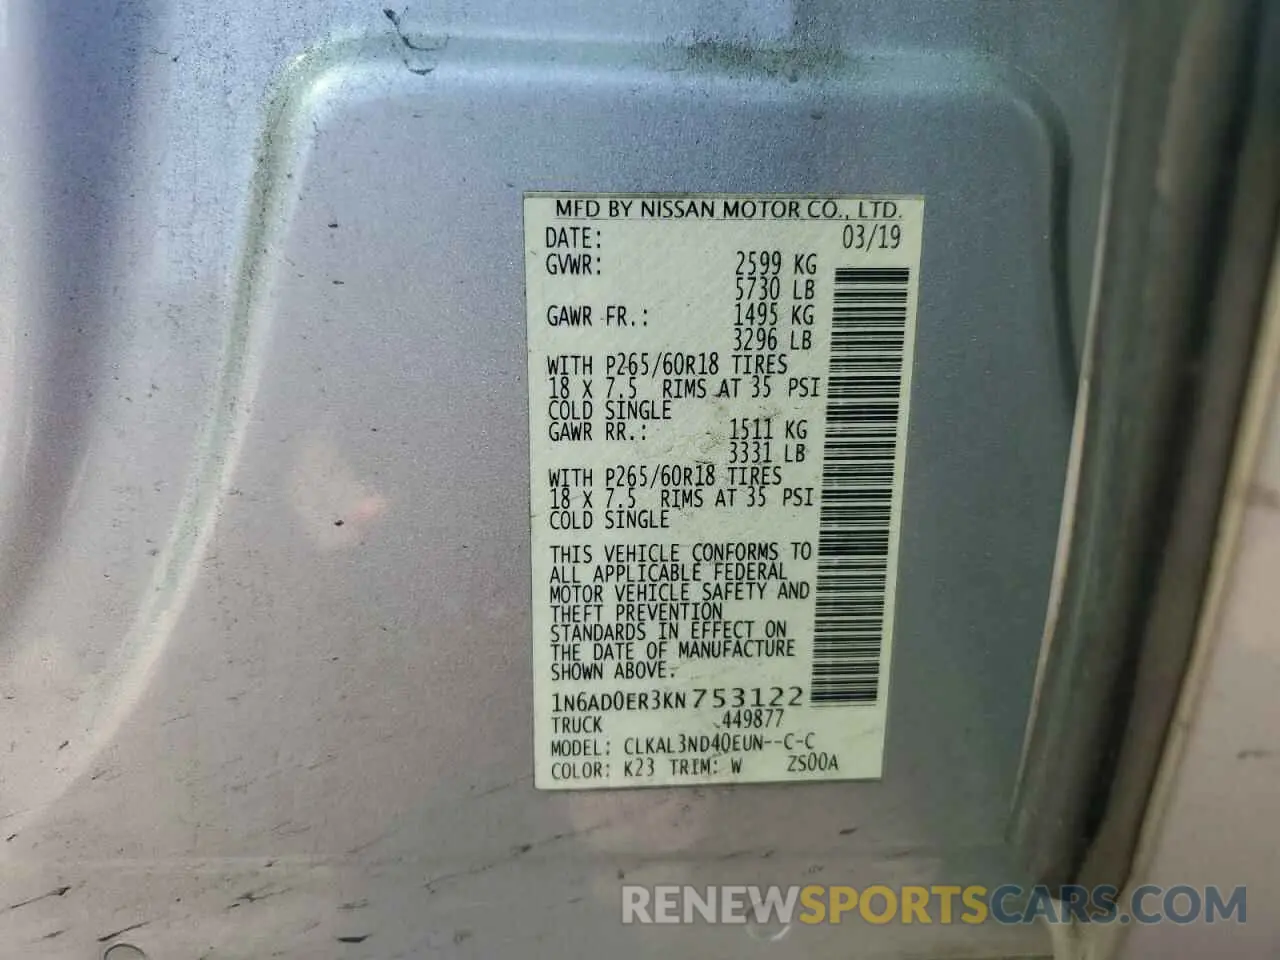 MFD BY NISSAN MOTOR CO., LTD.
DATE: 03/19
GVWR: 2599 KG
5730 LB
GAWR FR.: 1495 KG
3296 LB
WITH P265/60R18 TIRES
18 X 7.5 RIMS AT 35 PSI
COLD SINGLE
GAWR RR.: 1511 KG
3331 LB
WITH P265/60R18 TIRES
18 X 7.5 RIMS AT 35 PSI
COLD SINGLE
THIS VEHICLE CONFORMS TO
ALL APPLICABLE FEDERAL
MOTOR VEHICLE SAFETY AND
THEFT PREVENTION
STANDARDS IN EFFECT ON
THE DATE OF MANUFACTURE
SHOWN ABOVE.
1N6AD0ER3KN753122
TRUCK 449877
MODEL: CLKAL3ND40EUN--C-C
COLOR: K23 TRIM: W ZS00A
RENEWSPORTSCARS.COM